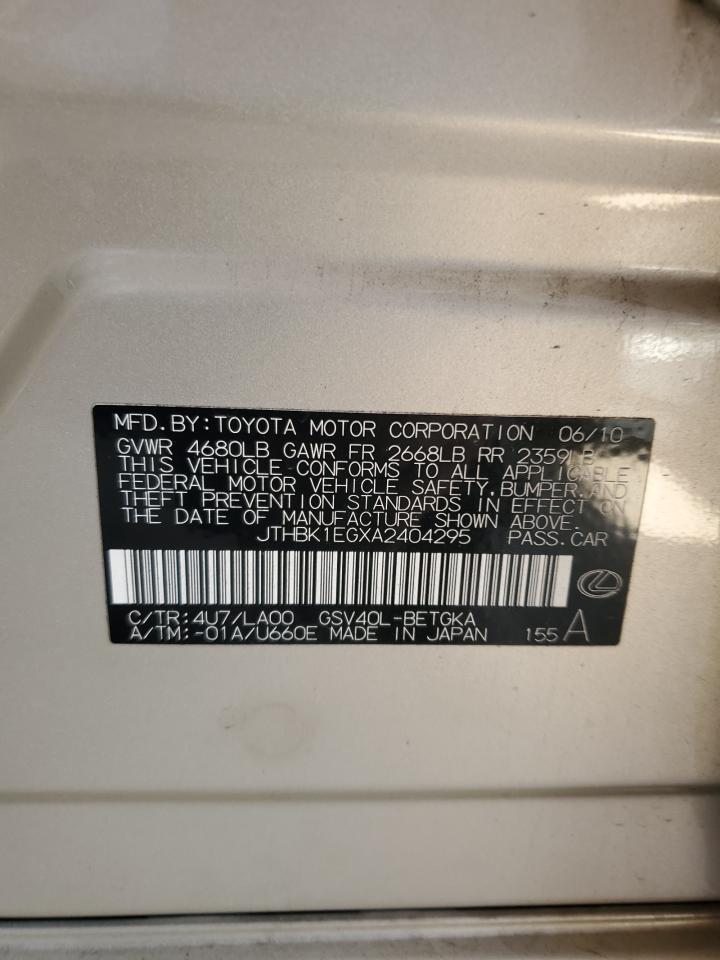 MFD.BY:TOYOTA MOTOR CORPORATION 06/10
GVWR 4680LB GAWR FR 2668LB RR 2359LB
THIS VEHICLE CONFORMS TO ALL APPLICABLE
FEDERAL MOTOR VEHICLE SAFETY,BUMPER,AND
THEFT PREVENTION STANDARDS IN EFFECT ON
THE DATE OF MANUFACTURE SHOWN ABOVE.
JTHBK1EGXA2404295 PASS.CAR
C/TR:4U7/LA00 GSV40L-BETGKA
A/TM:-01A/U660E MADE IN JAPAN 155 A